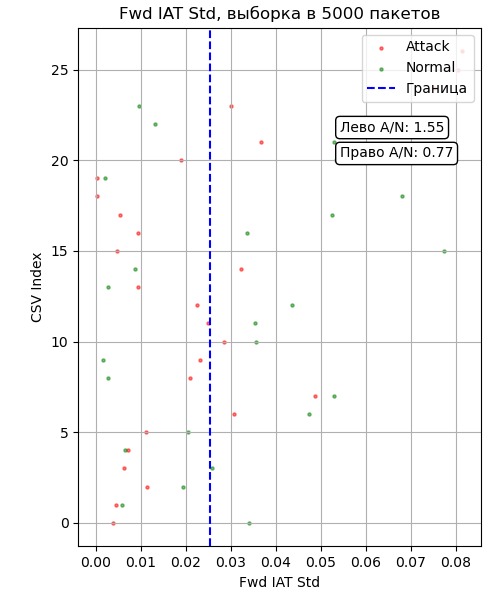 Fwd IAT Std, выборка в 5000 пакетов
Attack
Normal
Граница
Лево A/N: 1.55
Право A/N: 0.77
25
20
15
10
5
0
CSV Index
0.00 0.01 0.02 0.03 0.04 0.05 0.06 0.07 0.08
Fwd IAT Std